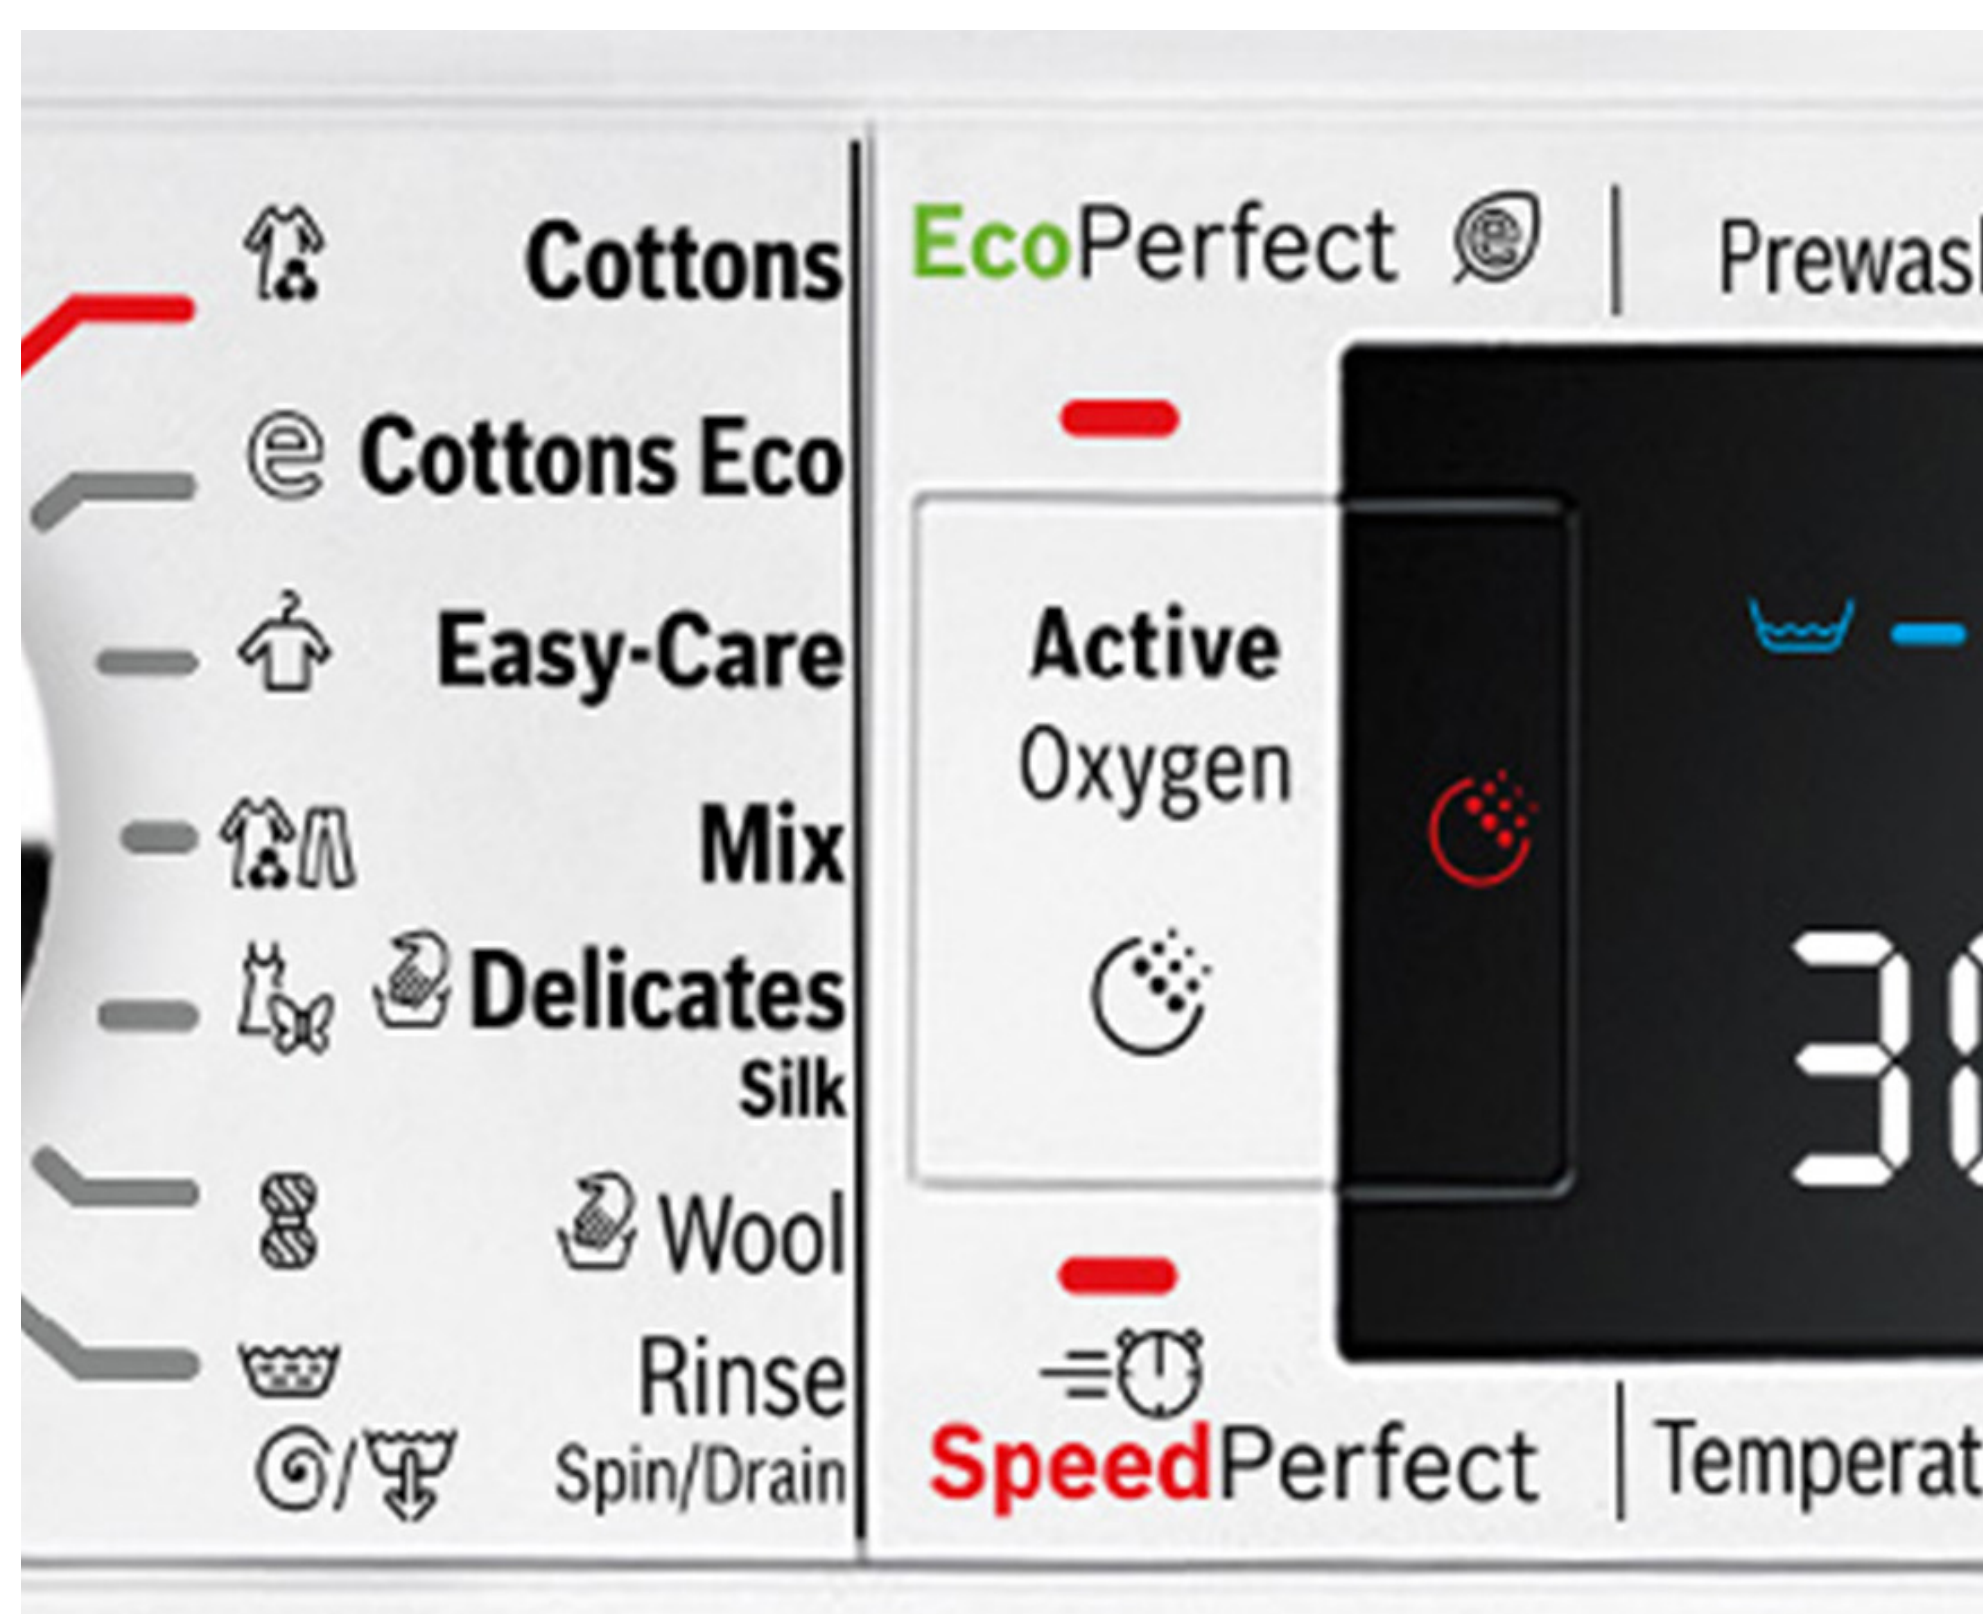 Cottons
Cottons Eco
Easy-Care
Mix
Delicates
Silk
Wool
Rinse
Spin/Drain
EcoPerfect
Active
Oxygen
SpeedPerfect